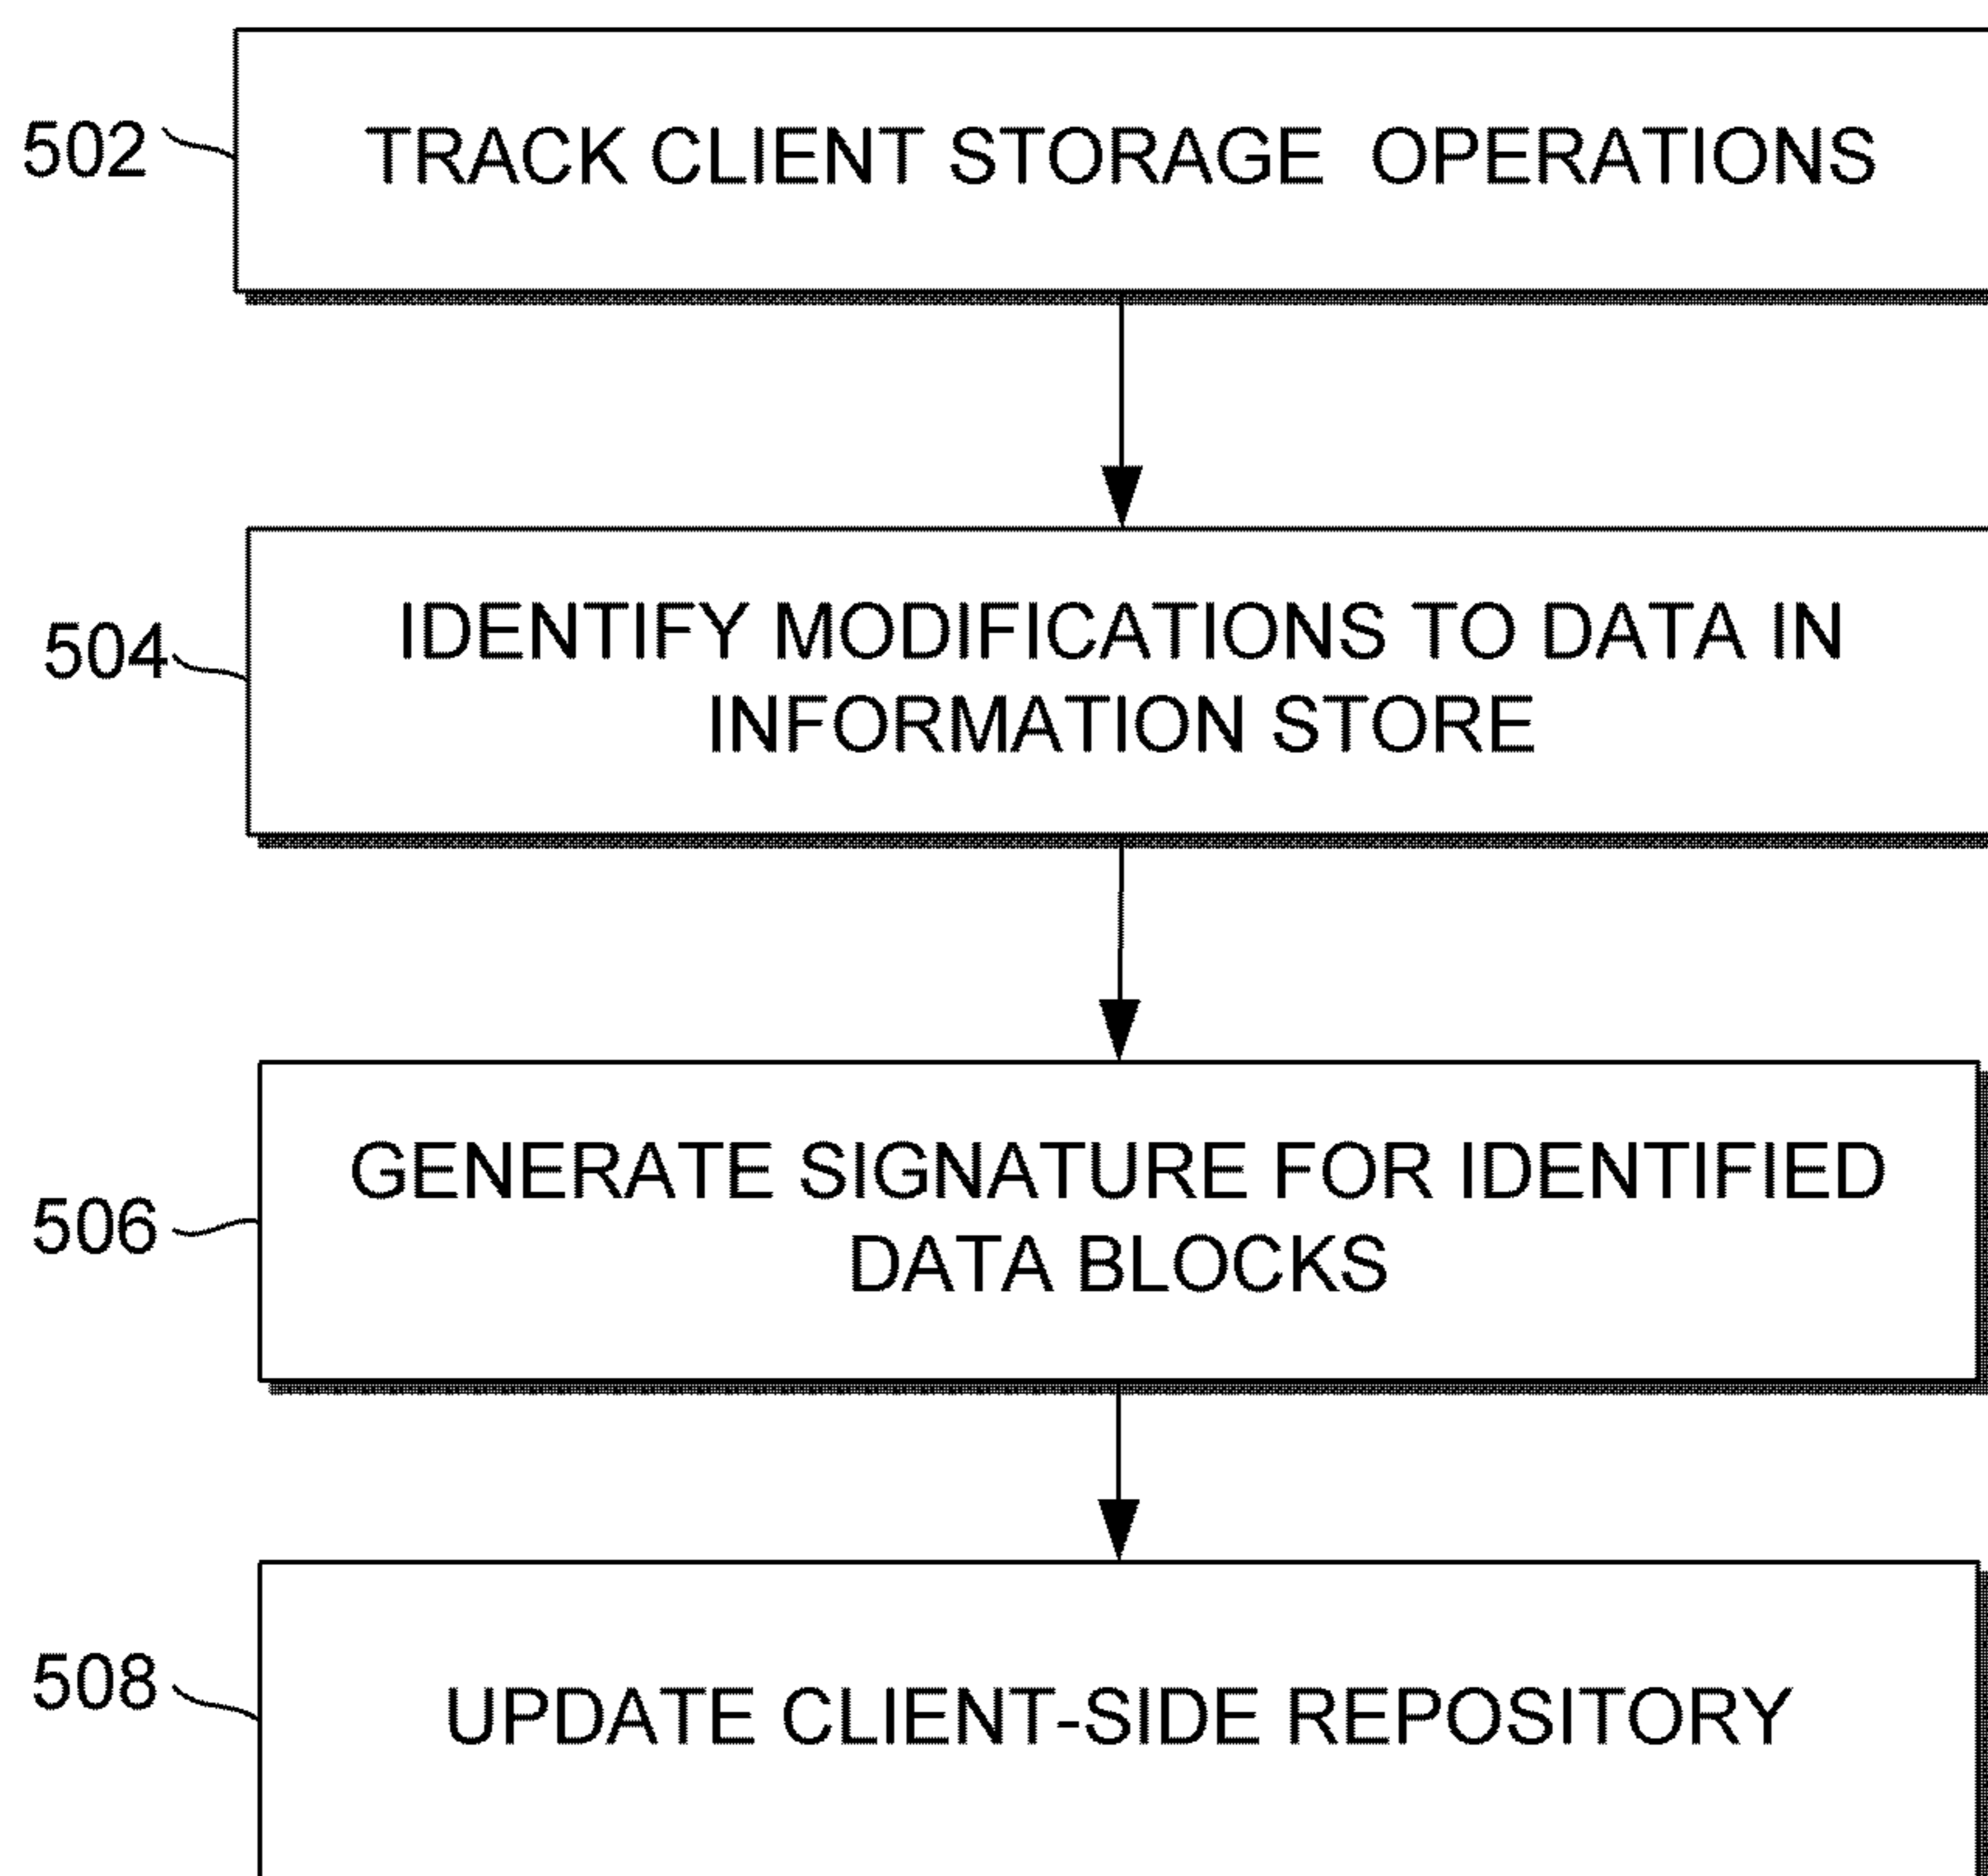 502
TRACK CLIENT STORAGE OPERATIONS
504
IDENTIFY MODIFICATIONS TO DATA IN
INFORMATION STORE
506
GENERATE SIGNATURE FOR IDENTIFIED
DATA BLOCKS
508
UPDATE CLIENT-SIDE REPOSITORY